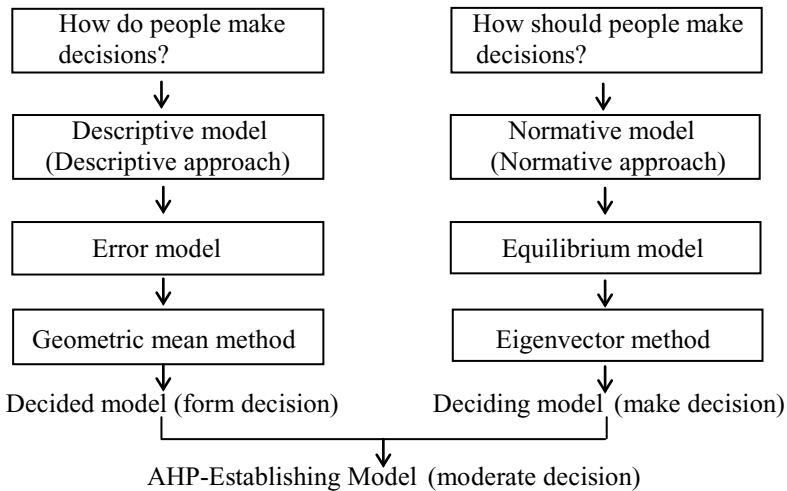 How do people make
decisions?
How should people make
decisions?
Descriptive model
(Descriptive approach)
Normative model
(Normative approach)
Error model
Equilibrium model
Geometric mean method
Eigenvector method
Decided model (form decision)
Deciding model (make decision)
AHP-Establishing Model (moderate decision)